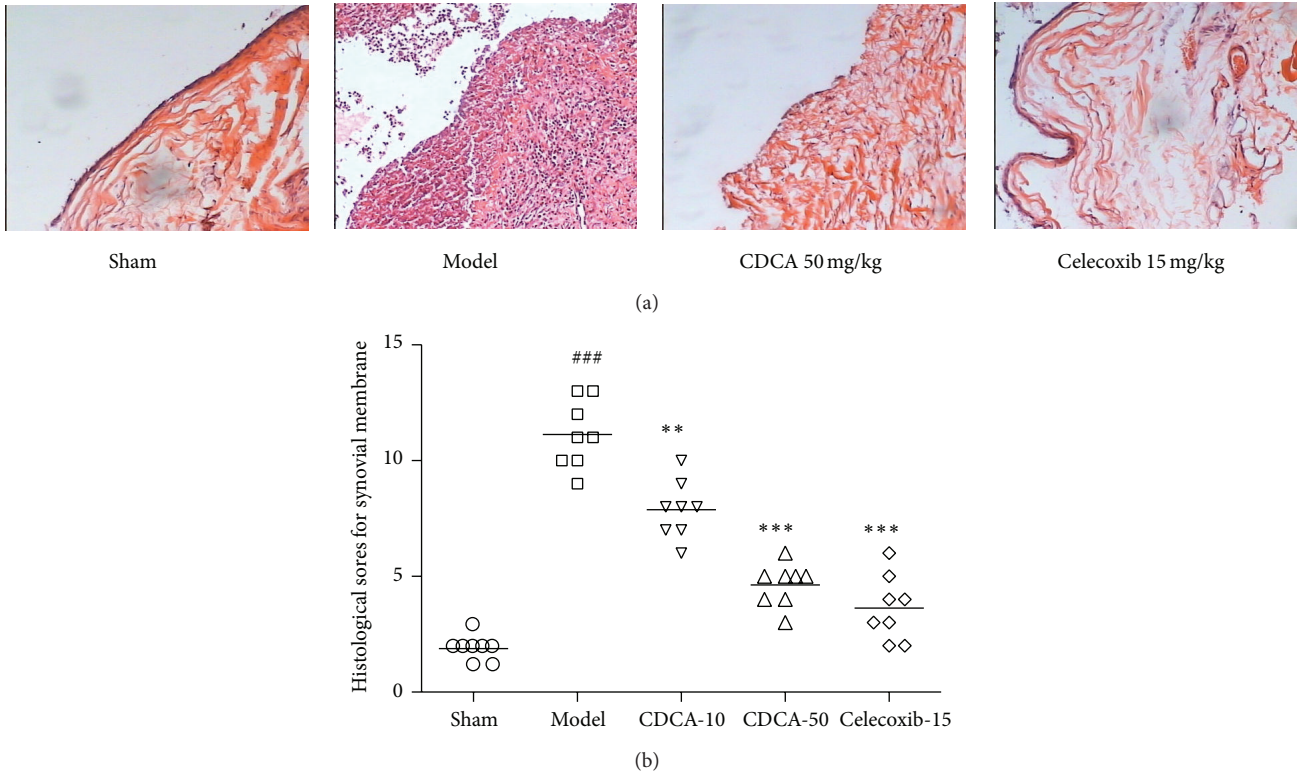 Sham Model CDCA 50 mg/kg Celecoxib 15 mg/kg
(a)
Histological sores for synovial membrane
15
10
5
0
###
**
***
***
Sham Model CDCA-10 CDCA-50 Celecoxib-15
(b)